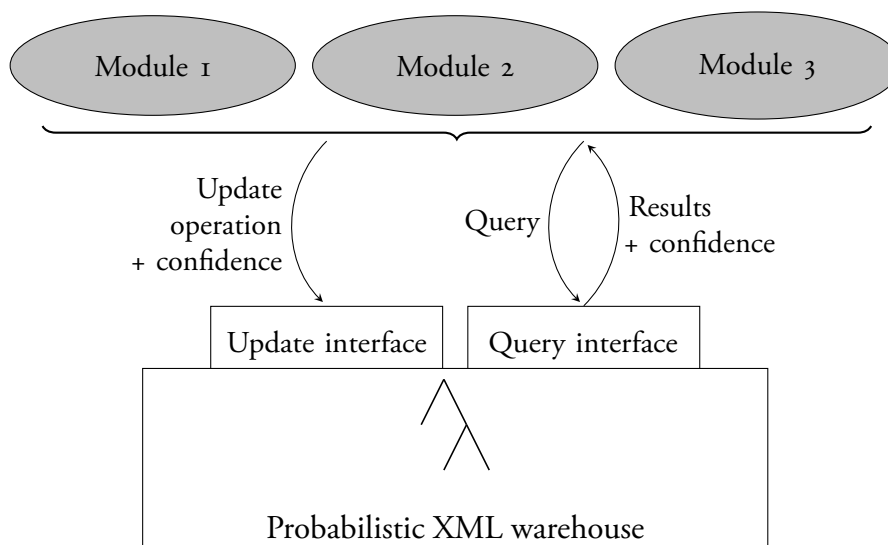 Module 1
Module 2
Module 3
Update
operation
+ confidence
Query
Results
+ confidence
Update interface
Query interface
Probabilistic XML warehouse